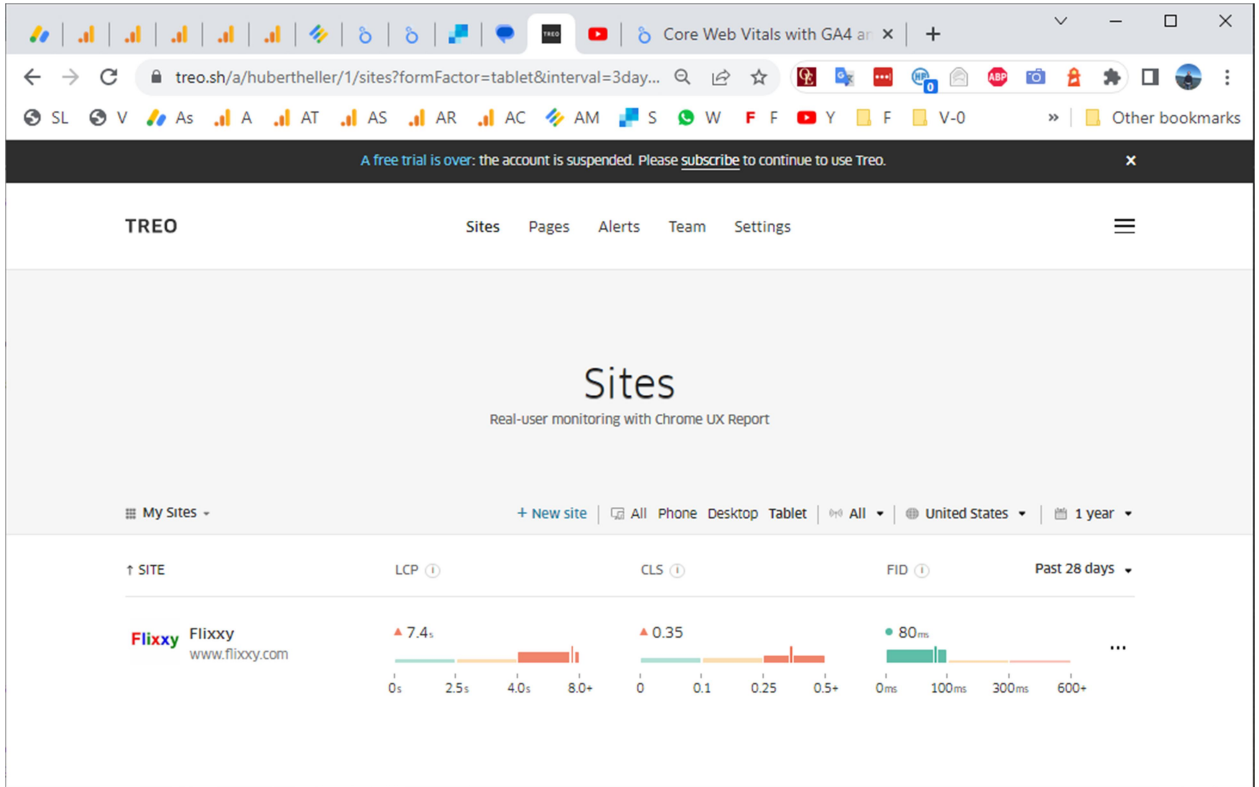 TREO
Core Web Vitals with GA4 an
treo.sh/a/hubertheller/1/sites?formFactor=tablet&interval=3day...
0
ABP
SL V As A AT AS AR AC AM S W F F Y F V-0 » Other bookmarks
A free trial is over: the account is suspended. Please subscribe to continue to use Treo.
TREO Sites Pages Alerts Team Settings
Sites
Real-user monitoring with Chrome UX Report
My Sites + New site All Phone Desktop Tablet All United States 1 year
↑ SITE LCP CLS FID Past 28 days
Flixxy Flixxy 7.4s 0.35 80ms
www.flixxy.com
0s 2.5s 4.0s 8.0+ 0 0.1 0.25 0.5+ 0ms 100ms 300ms 600+